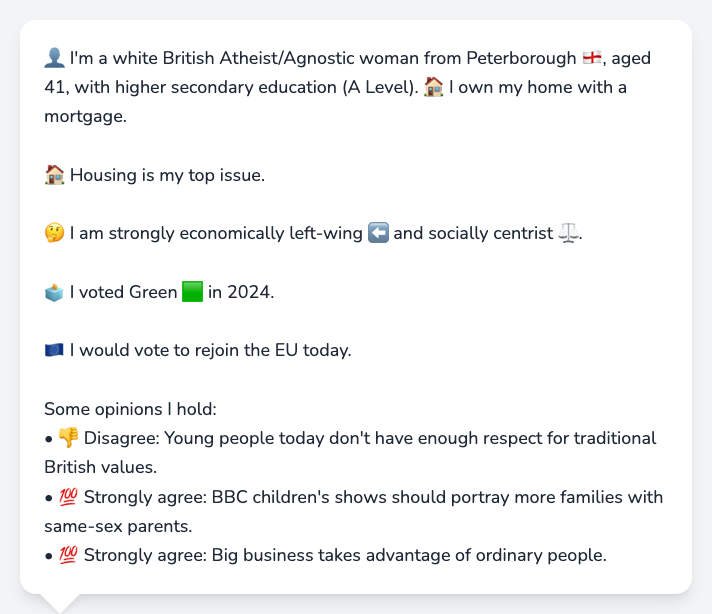 👤 I'm a white British Atheist/Agnostic woman from Peterborough 🏴󠁧󠁢󠁥󠁮󠁧󠁿, aged
41, with higher secondary education (A Level). 🏠 I own my home with a
mortgage.
🏠 Housing is my top issue.
🤔 I am strongly economically left-wing ⬅️ and socially centrist ⚖️.
🗳️ I voted Green 🟩 in 2024.
🇪🇺 I would vote to rejoin the EU today.
Some opinions I hold:
• 👎 Disagree: Young people today don't have enough respect for traditional
British values.
• 💯 Strongly agree: BBC children's shows should portray more families with
same-sex parents.
• 💯 Strongly agree: Big business takes advantage of ordinary people.